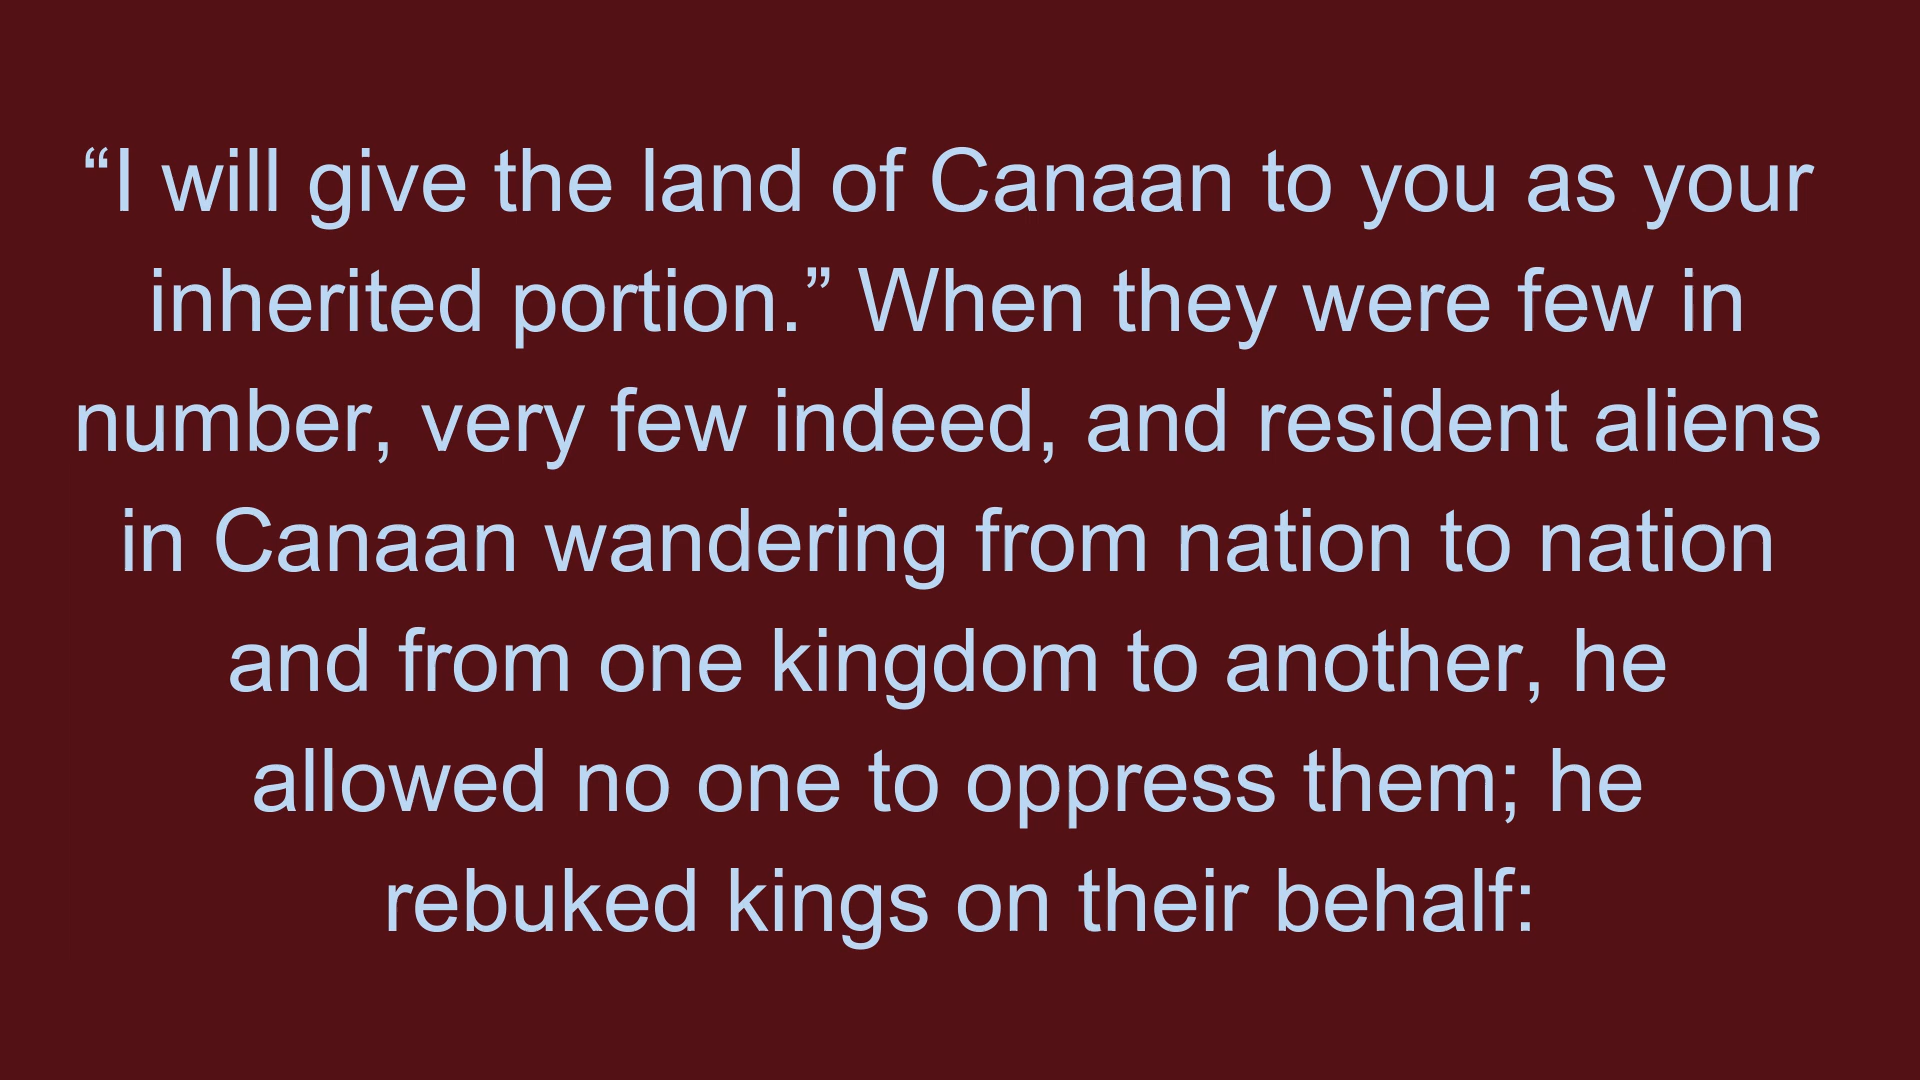 “I will give the land of Canaan to you as your
inherited portion.” When they were few in
number, very few indeed, and resident aliens
in Canaan wandering from nation to nation
and from one kingdom to another, he
allowed no one to oppress them; he
rebuked kings on their behalf: